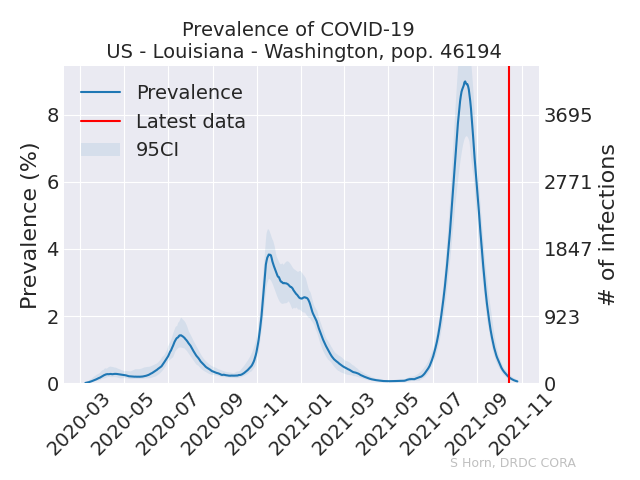 Prevalence of COVID-19
US - Louisiana - Washington, pop. 46194
Prevalence
Latest data
95CI
Prevalence (%)
8
6
4
2
0
# of infections
3695
2771
1847
923
0
2020-03
2020-05
2020-07
2020-09
2020-11
2021-01
2021-03
2021-05
2021-07
2021-09
2021-11
S Horn, DRDC CORA